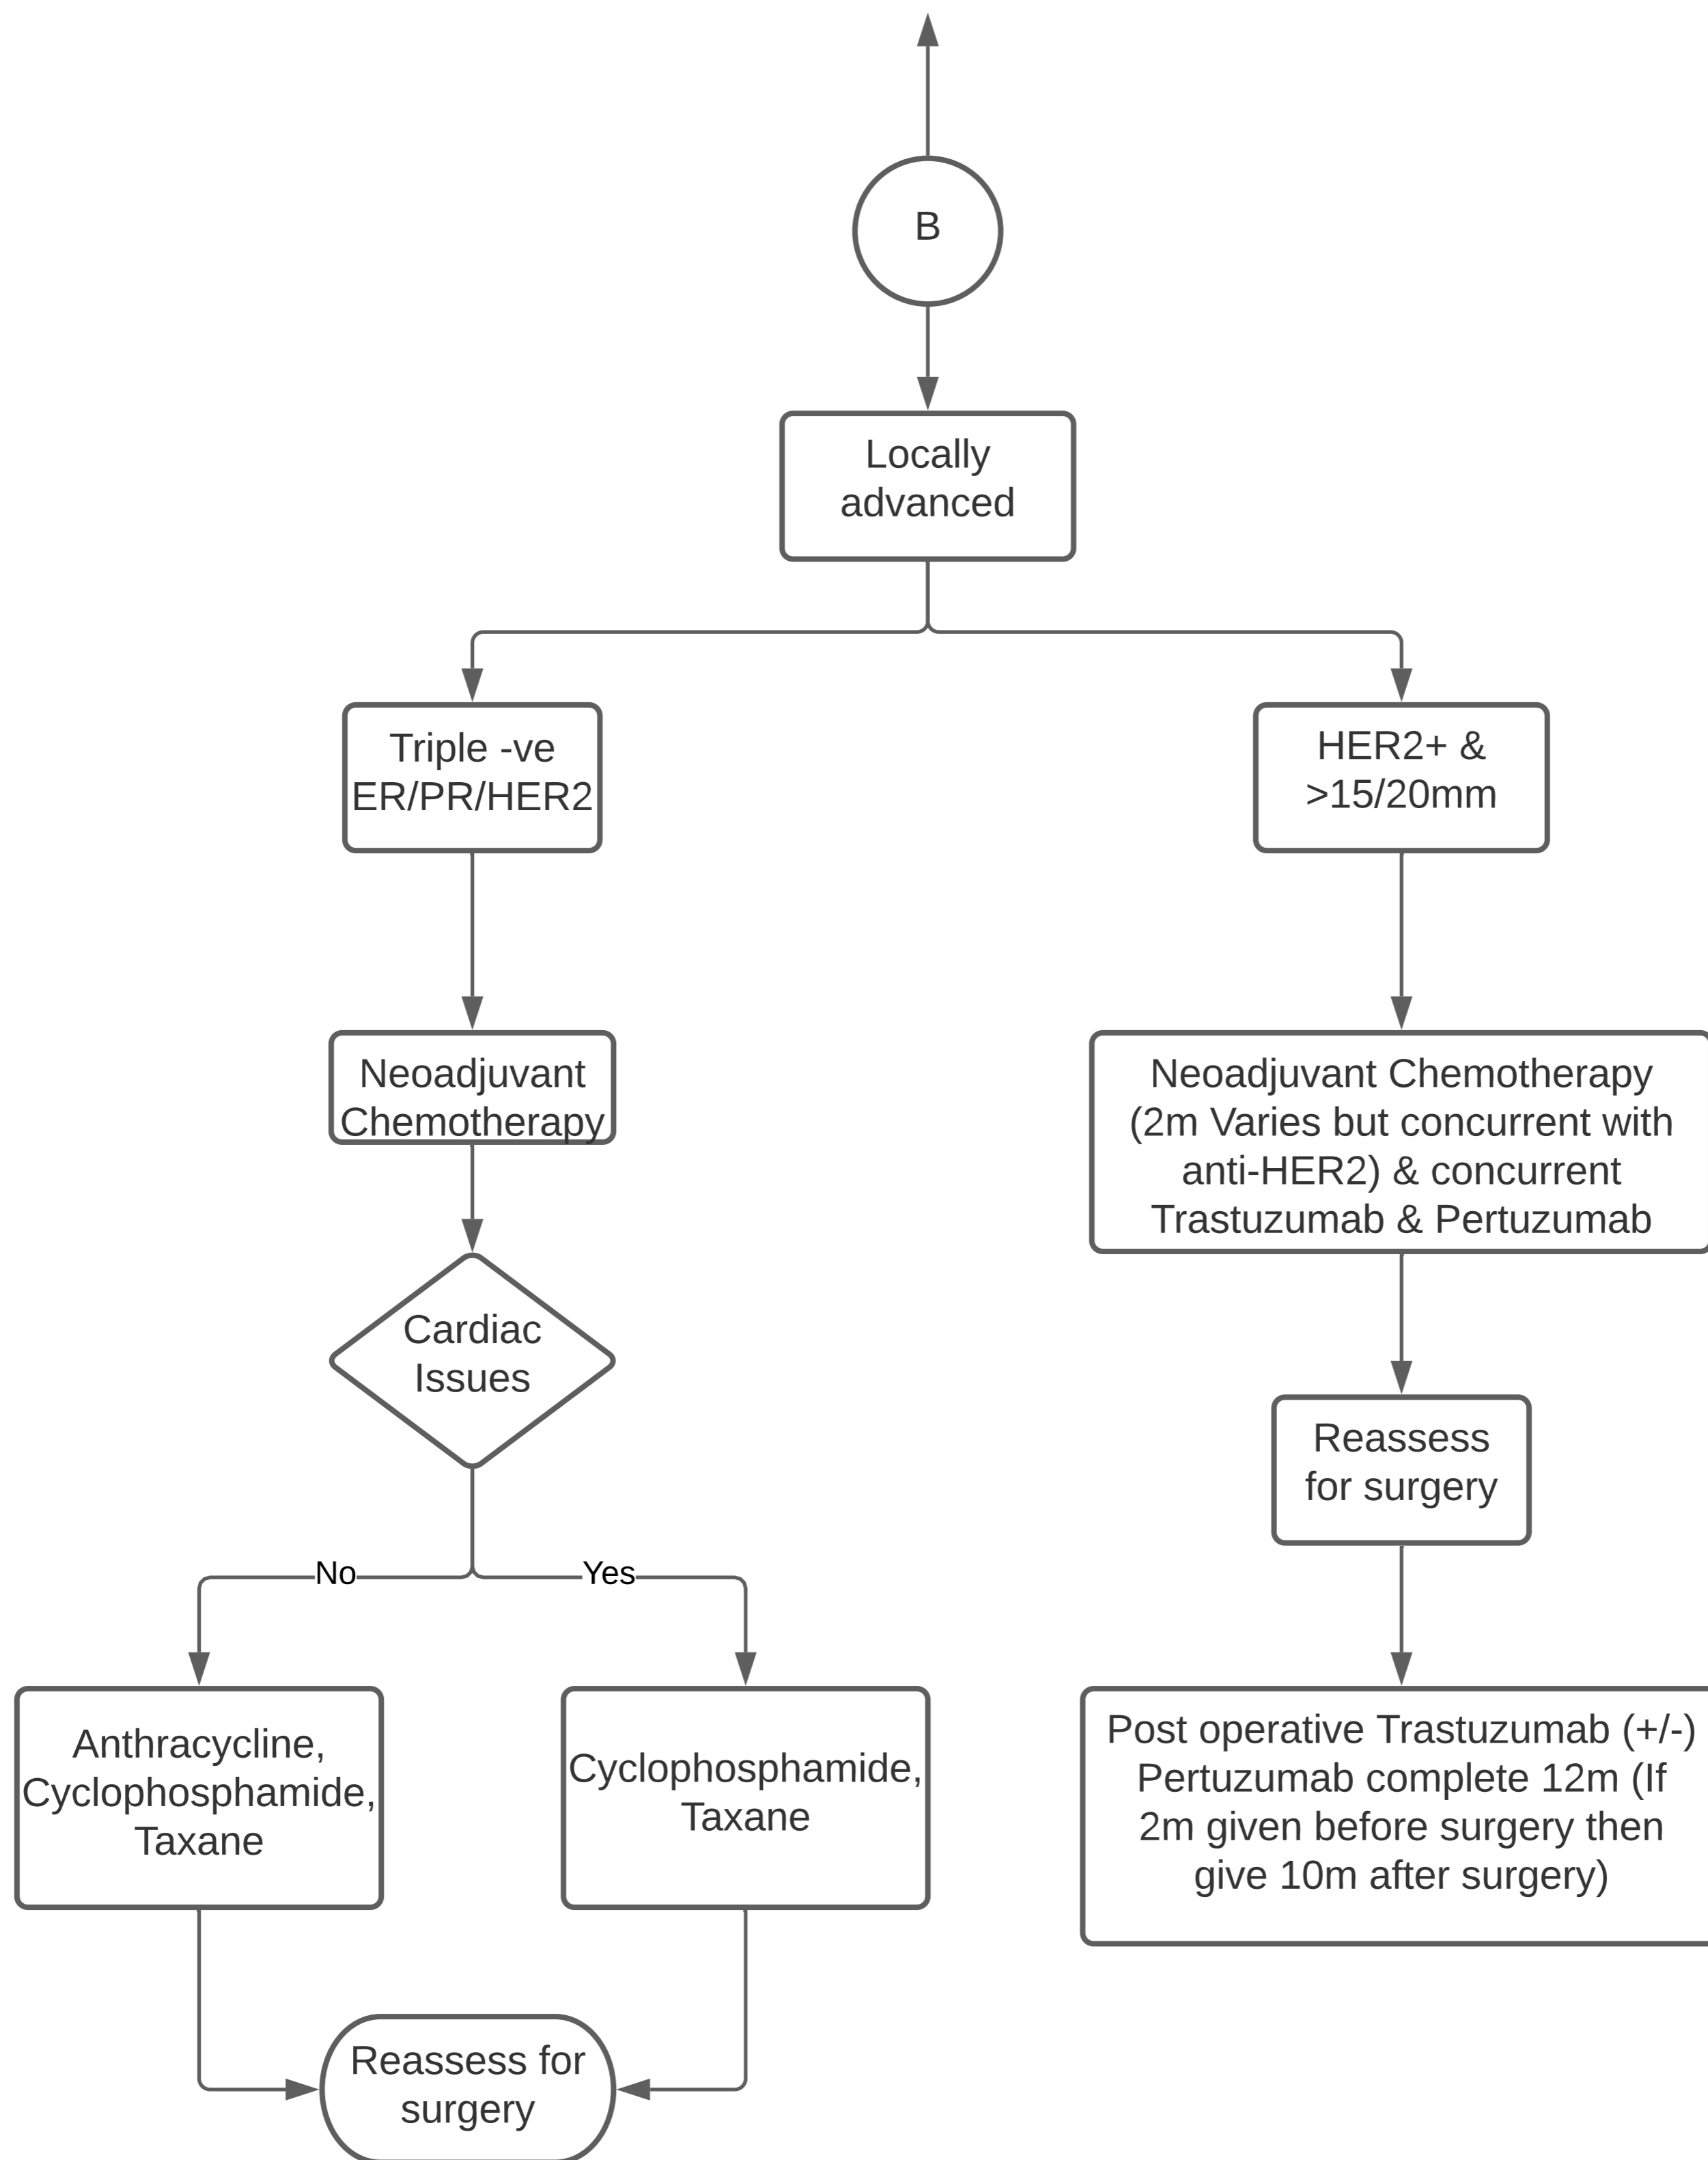 B
Locally
advanced
Triple -ve
ER/PR/HER2
HER2+ &
>15/20mm
Neoadjuvant
Chemotherapy
Neoadjuvant Chemotherapy
(2m Varies but concurrent with
anti-HER2) & concurrent
Trastuzumab & Pertuzumab
Cardiac
Issues
Reassess
for surgery
No
Yes
Anthracycline,
Cyclophosphamide,
Taxane
Cyclophosphamide,
Taxane
Post operative Trastuzumab (+/-)
Pertuzumab complete 12m (If
2m given before surgery then
give 10m after surgery)
Reassess for
surgery